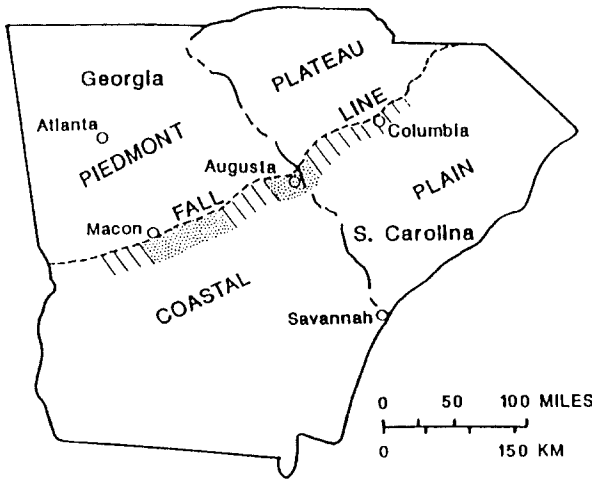 Georgia
PLATEAU
Atlanta
PIEDMONT
LINE
Columbia
Augusta
FALL
PLAIN
Macon
S. Carolina
COASTAL
Savannah
0 50 100 MILES
0 150 KM